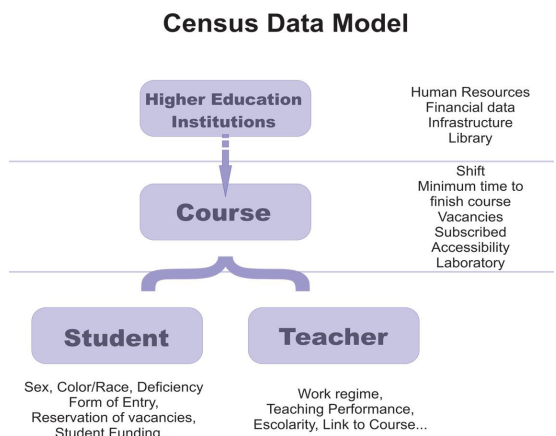 Census Data Model
Higher Education
Institutions
Human Resources
Financial data
Infrastructure
Library
Course
Shift
Minimum time to
finish course
Vacancies
Subscribed
Accessibility
Laboratory
Student
Teacher
Sex, Color/Race, Deficiency
Form of Entry,
Reservation of vacancies,
Student Funding
Work regime,
Teaching Performance,
Escolarity, Link to Course...